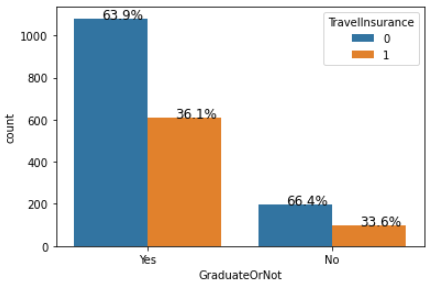 63.9%
36.1%
66.4%
33.6%
TravelInsurance
0
1
1000
800
600
400
200
0
count
Yes
No
GraduateOrNot